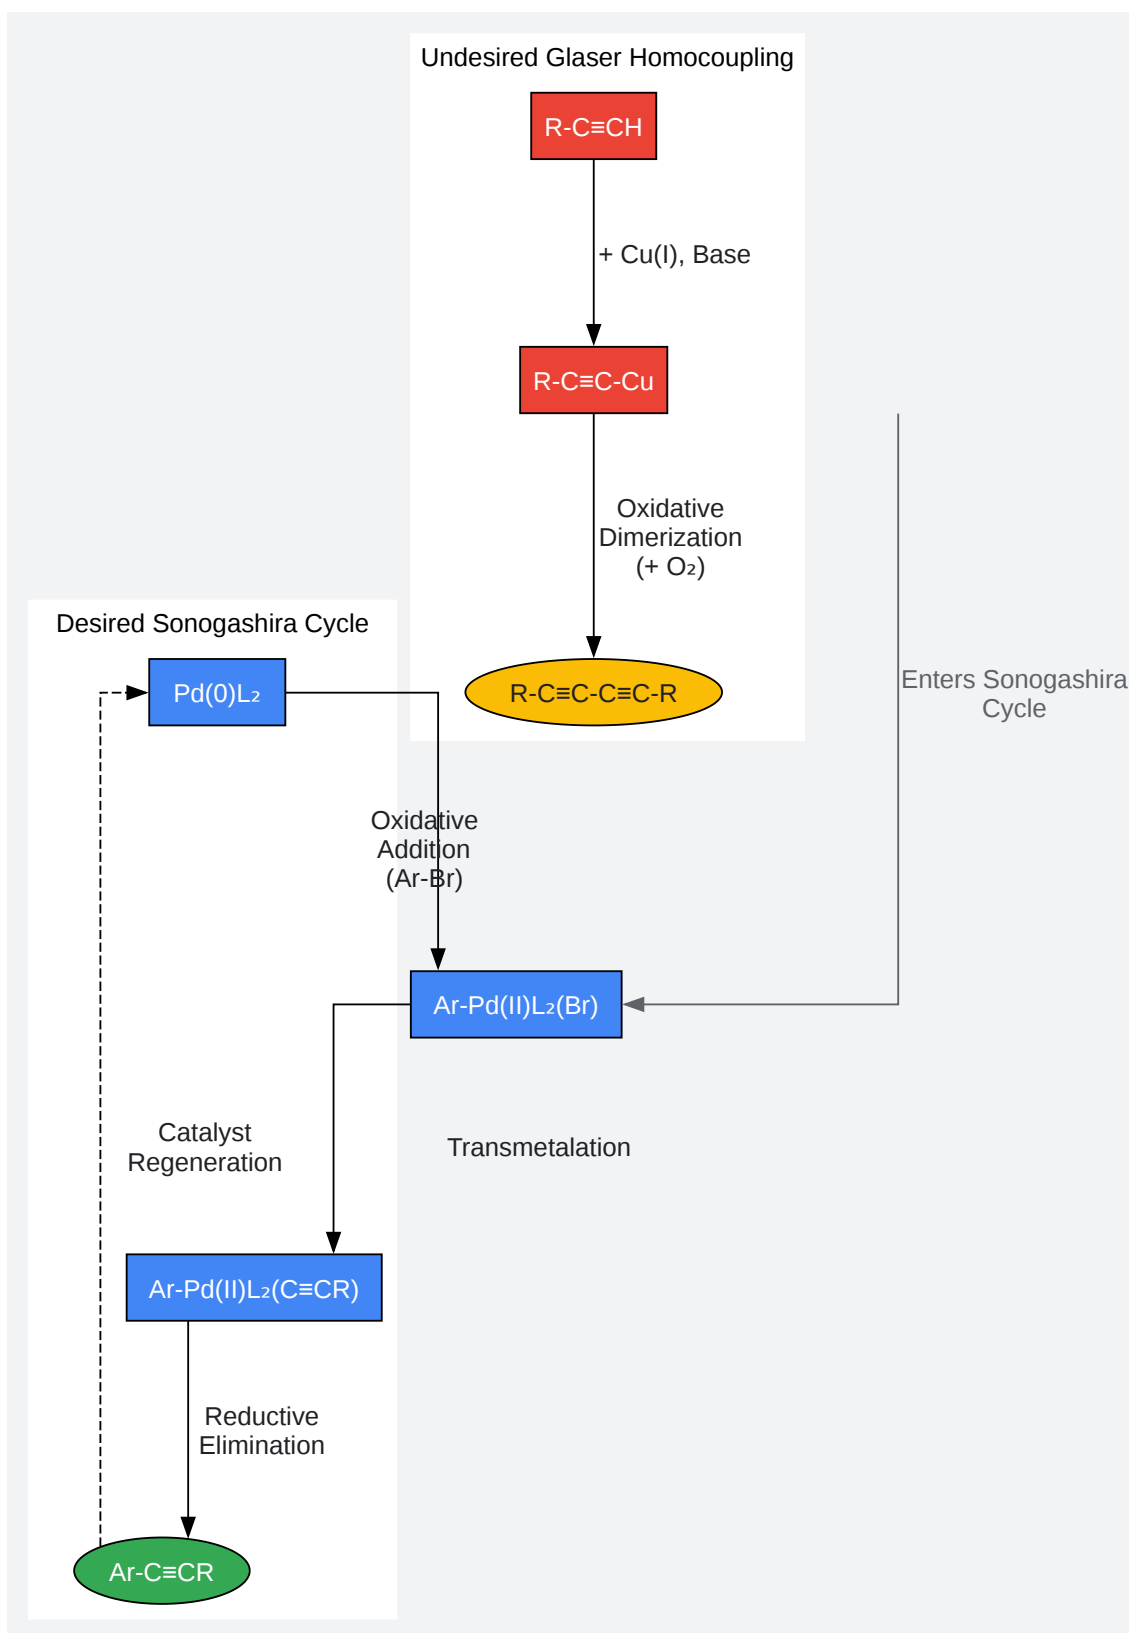 Undesired Glaser Homocoupling
R-C≡CH
+ Cu(I), Base
R-C≡C-Cu
Oxidative
Dimerization
(+ O₂)
R-C≡C-C≡C-R
Enters Sonogashira
Cycle
Desired Sonogashira Cycle
Pd(0)L₂
Oxidative
Addition
(Ar-Br)
Ar-Pd(II)L₂(Br)
Catalyst
Regeneration
Transmetalation
Ar-Pd(II)L₂(C≡CR)
Reductive
Elimination
Ar-C≡CR